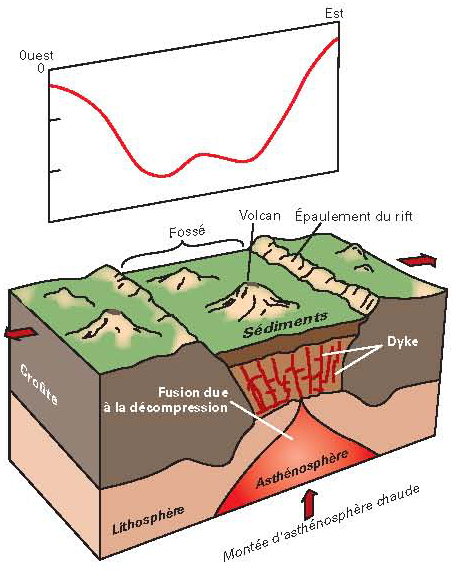 Est
Ouest
0
Volcan
Épaulement du rift
Fossé
Sédiments
Dyke
Croûte
Fusion due
à la décompression
Asthénosphère
Lithosphère
Montée d'asthénosphère chaude